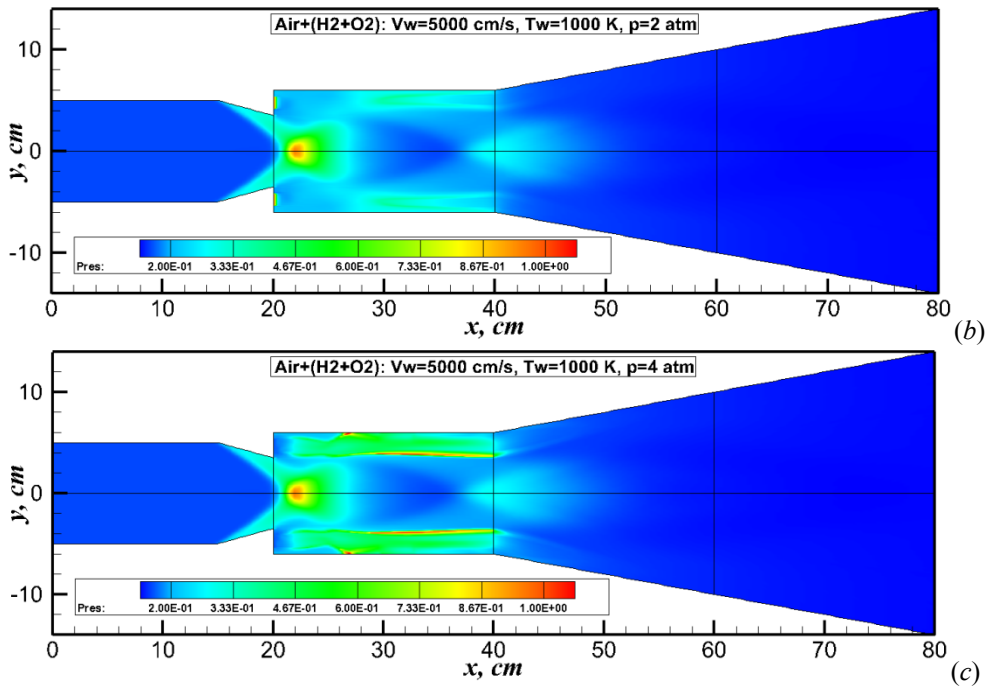 Air+(H2+O2): Vw=5000 cm/s, Tw=1000 K, p=2 atm
10
0
-10
y, cm
Pres: 2.00E-01 3.33E-01 4.67E-01 6.00E-01 7.33E-01 8.67E-01 1.00E+00
0 10 20 30 40 50 60 70 80
x, cm
(b)
Air+(H2+O2): Vw=5000 cm/s, Tw=1000 K, p=4 atm
10
0
-10
y, cm
Pres: 2.00E-01 3.33E-01 4.67E-01 6.00E-01 7.33E-01 8.67E-01 1.00E+00
0 10 20 30 40 50 60 70 80
x, cm
(c)